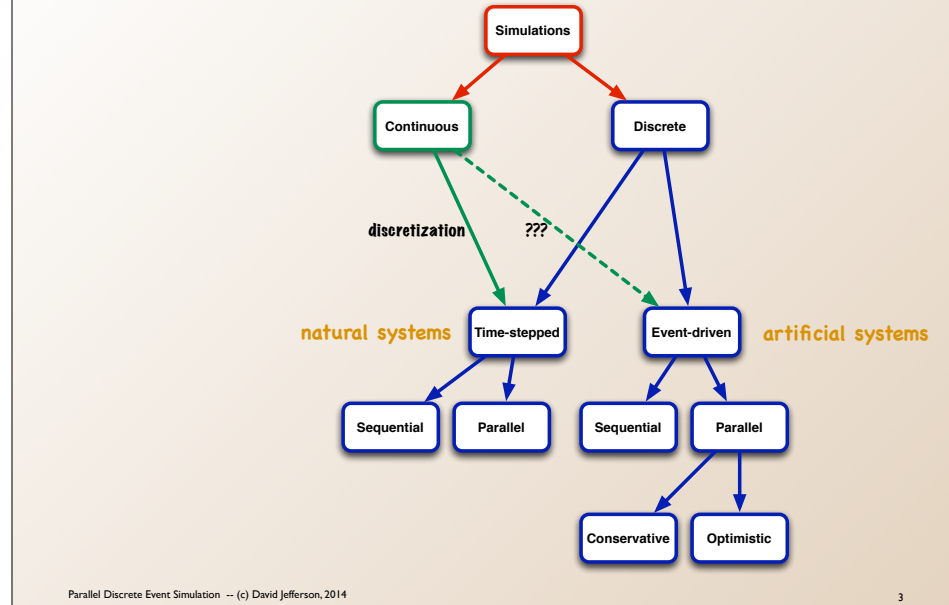 Simulations
Continuous
Discrete
discretization
???
natural systems
Time-stepped
Event-driven
artificial systems
Sequential
Parallel
Sequential
Parallel
Conservative
Optimistic
Parallel Discrete Event Simulation -- (c) David Jefferson, 2014
3